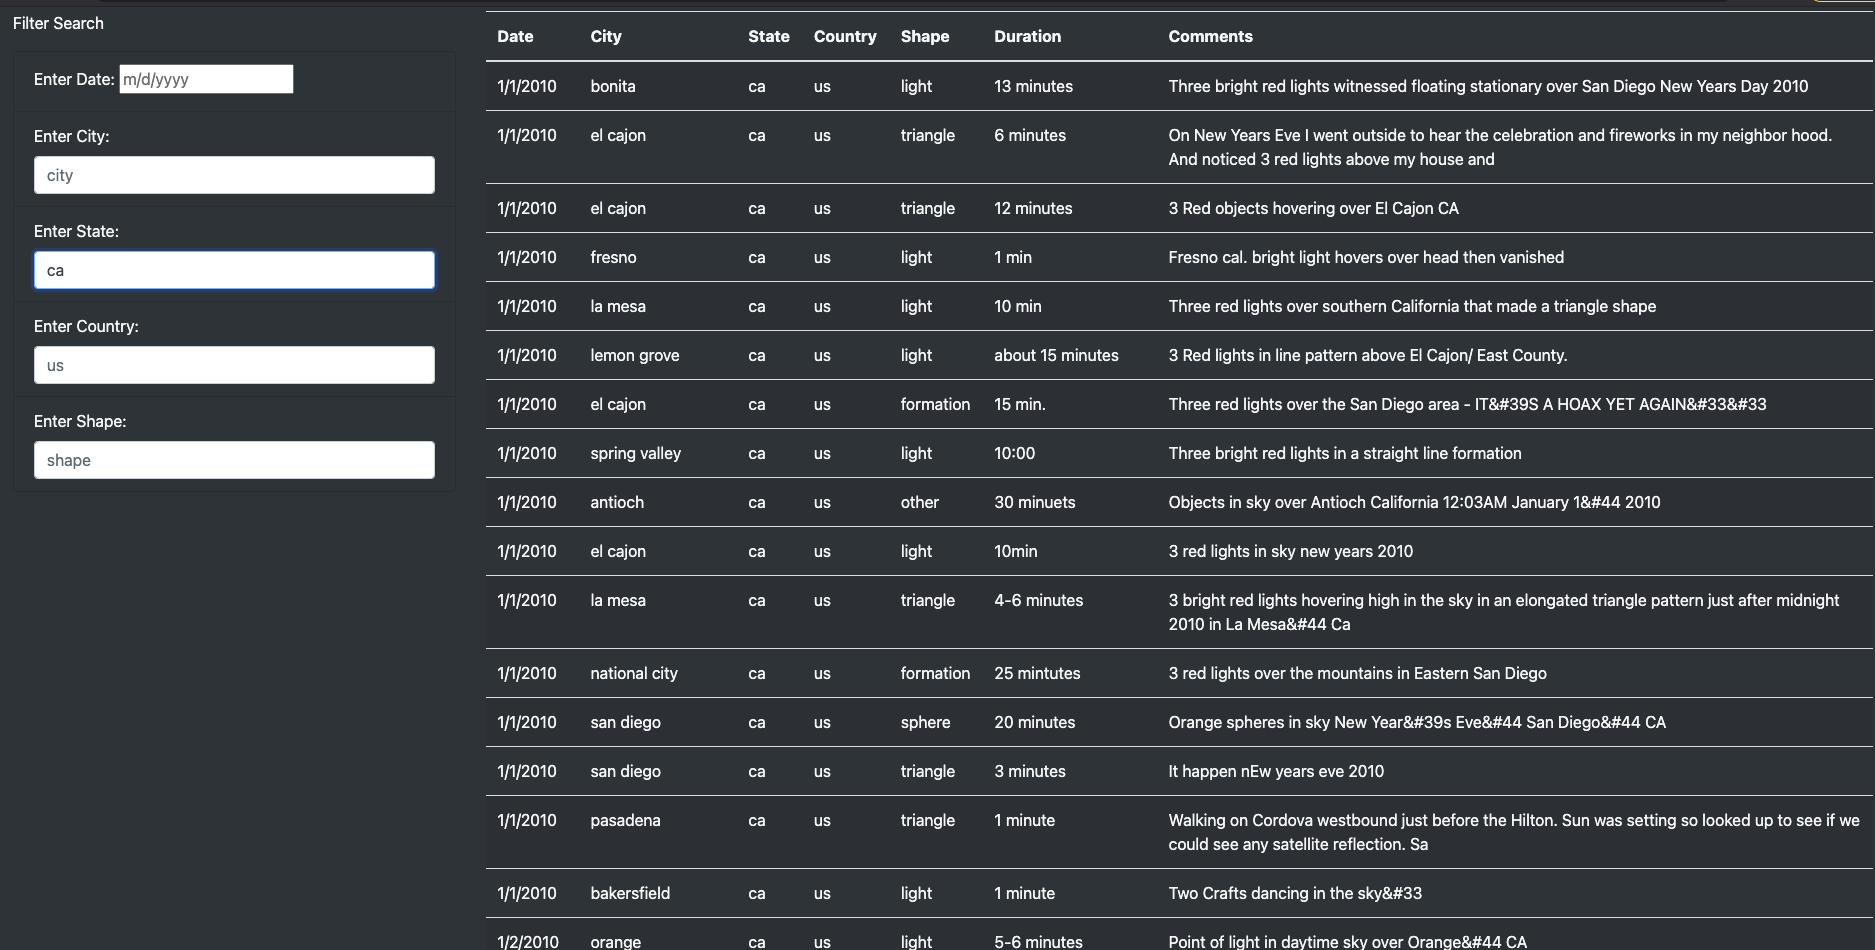 Filter Search
Enter Date: m/d/yyyy
Enter City:
city
Enter State:
ca
Enter Country:
us
Enter Shape:
shape
Date City State Country Shape Duration Comments
1/1/2010 bonita ca us light 13 minutes Three bright red lights witnessed floating stationary over San Diego New Years Day 2010
1/1/2010 el cajon ca us triangle 6 minutes On New Years Eve I went outside to hear the celebration and fireworks in my neighbor hood.
And noticed 3 red lights above my house and
1/1/2010 el cajon ca us triangle 12 minutes 3 Red objects hovering over El Cajon CA
1/1/2010 fresno ca us light 1 min Fresno cal. bright light hovers over head then vanished
1/1/2010 la mesa ca us light 10 min Three red lights over southern California that made a triangle shape
1/1/2010 lemon grove ca us light about 15 minutes 3 Red lights in line pattern above El Cajon/ East County.
1/1/2010 el cajon ca us formation 15 min. Three red lights over the San Diego area - IT&#39S A HOAX YET AGAIN&#33&#33
1/1/2010 spring valley ca us light 10:00 Three bright red lights in a straight line formation
1/1/2010 antioch ca us other 30 minuets Objects in sky over Antioch California 12:03AM January 1&#44 2010
1/1/2010 el cajon ca us light 10min 3 red lights in sky new years 2010
1/1/2010 la mesa ca us triangle 4-6 minutes 3 bright red lights hovering high in the sky in an elongated triangle pattern just after midnight
2010 in La Mesa&#44 Ca
1/1/2010 national city ca us formation 25 mintutes 3 red lights over the mountains in Eastern San Diego
1/1/2010 san diego ca us sphere 20 minutes Orange spheres in sky New Year&#39s Eve&#44 San Diego&#44 CA
1/1/2010 san diego ca us triangle 3 minutes It happen nEw years eve 2010
1/1/2010 pasadena ca us triangle 1 minute Walking on Cordova westbound just before the Hilton. Sun was setting so looked up to see if we
could see any satellite reflection. Sa
1/1/2010 bakersfield ca us light 1 minute Two Crafts dancing in the sky&#33
1/2/2010 orange ca us light 5-6 minutes Point of light in daytime sky over Orange&#44 CA